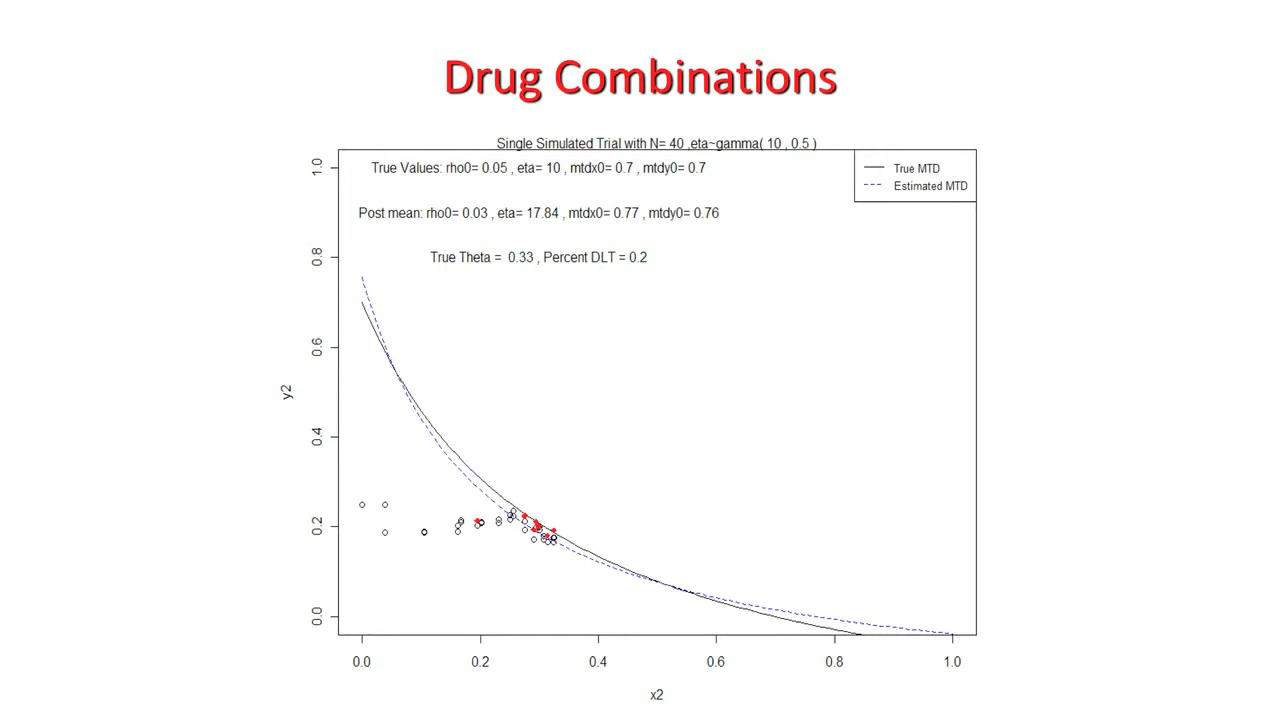 Drug Combinations
Single Simulated Trial with N= 40 ,eta~gamma( 10 , 0.5 )
True Values: rho0= 0.05 , eta= 10 , mtdx0= 0.7 , mtdy0= 0.7
Post mean: rho0= 0.03 , eta= 17.84 , mtdx0= 0.77 , mtdy0= 0.76
True Theta = 0.33 , Percent DLT = 0.2
True MTD
Estimated MTD
1.0
0.8
0.6
0.4
0.2
0.0
y2
0.0 0.2 0.4 0.6 0.8 1.0
x2